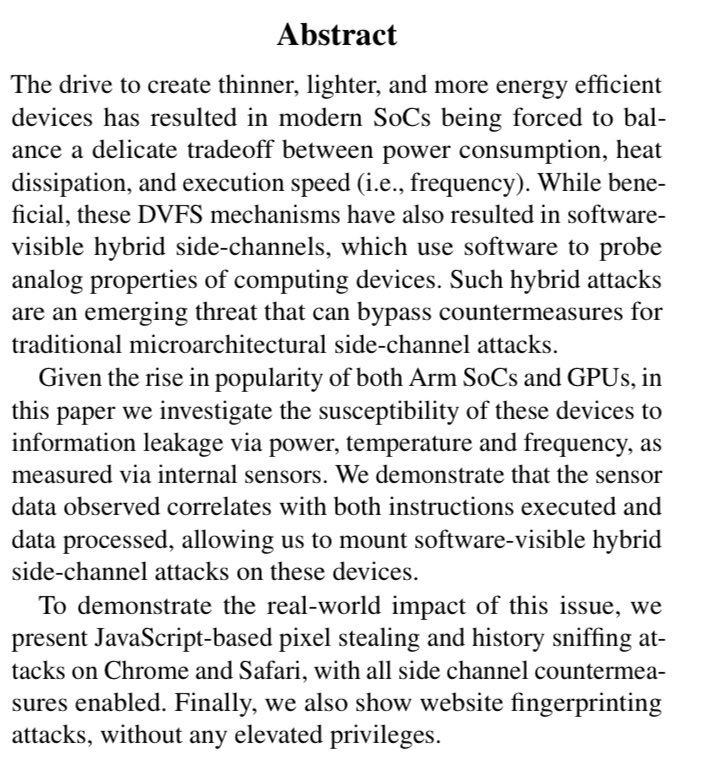 Abstract
The drive to create thinner, lighter, and more energy efficient
devices has resulted in modern SoCs being forced to bal-
ance a delicate tradeoff between power consumption, heat
dissipation, and execution speed (i.e., frequency). While bene-
ficial, these DVFS mechanisms have also resulted in software-
visible hybrid side-channels, which use software to probe
analog properties of computing devices. Such hybrid attacks
are an emerging threat that can bypass countermeasures for
traditional microarchitectural side-channel attacks.
Given the rise in popularity of both Arm SoCs and GPUs, in
this paper we investigate the susceptibility of these devices to
information leakage via power, temperature and frequency, as
measured via internal sensors. We demonstrate that the sensor
data observed correlates with both instructions executed and
data processed, allowing us to mount software-visible hybrid
side-channel attacks on these devices.
To demonstrate the real-world impact of this issue, we
present JavaScript-based pixel stealing and history sniffing at-
tacks on Chrome and Safari, with all side channel countermea-
sures enabled. Finally, we also show website fingerprinting
attacks, without any elevated privileges.